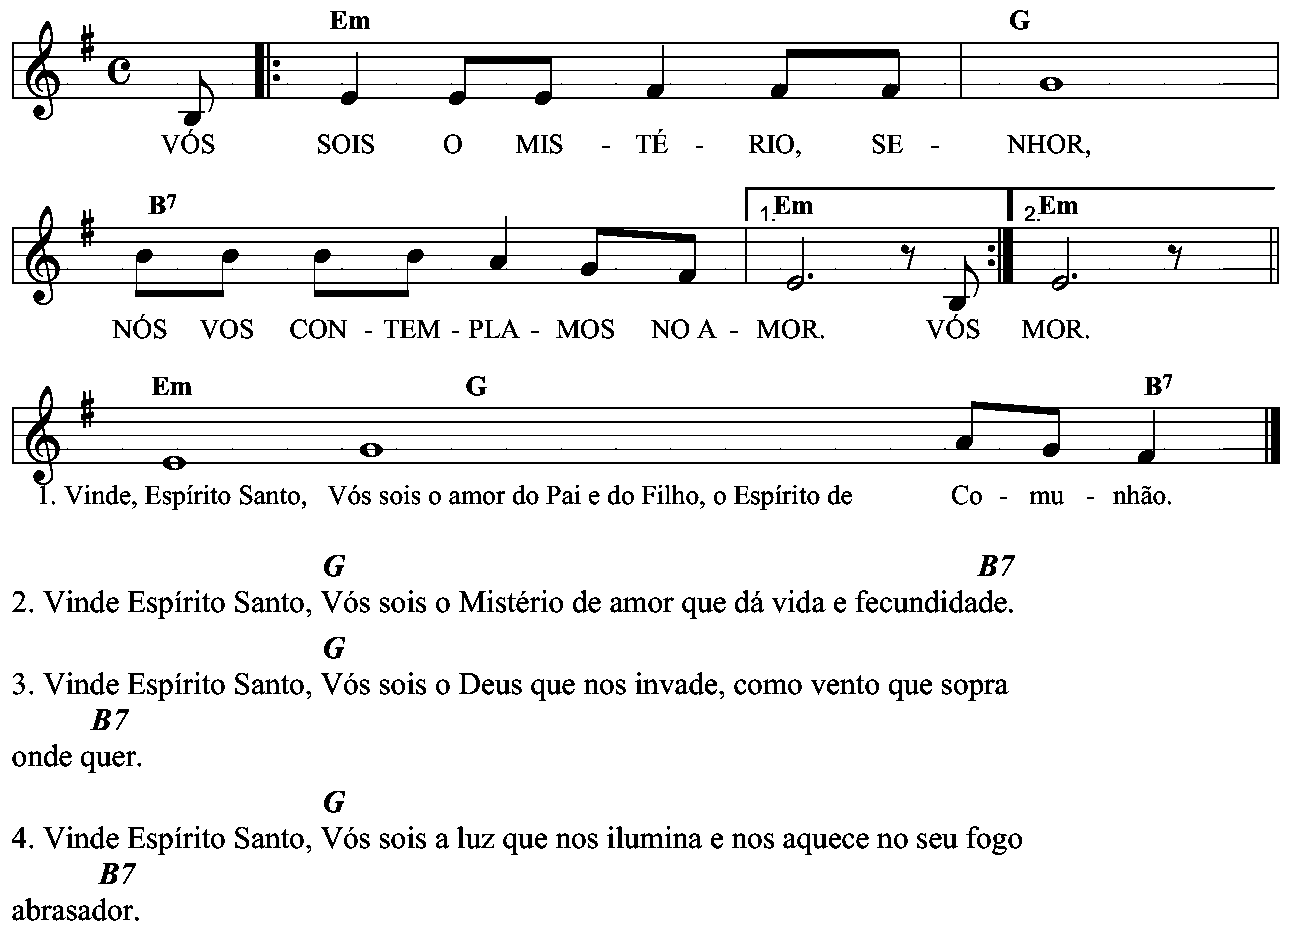 Em G
VÓS SOIS O MIS - TÉ - RIO, SE - NHOR,
B7 1. Em 2. Em
NÓS VOS CON - TEM - PLA - MOS NO A - MOR. VÓS MOR.
Em G B7
1. Vinde, Espírito Santo, Vós sois o amor do Pai e do Filho, o Espírito de Co - mu - nhão.
G B7
2. Vinde Espírito Santo, Vós sois o Mistério de amor que dá vida e fecundidade.
G
3. Vinde Espírito Santo, Vós sois o Deus que nos invade, como vento que sopra
B7
onde quer.
G
4. Vinde Espírito Santo, Vós sois a luz que nos ilumina e nos aquece no seu fogo
B7
abrasador.